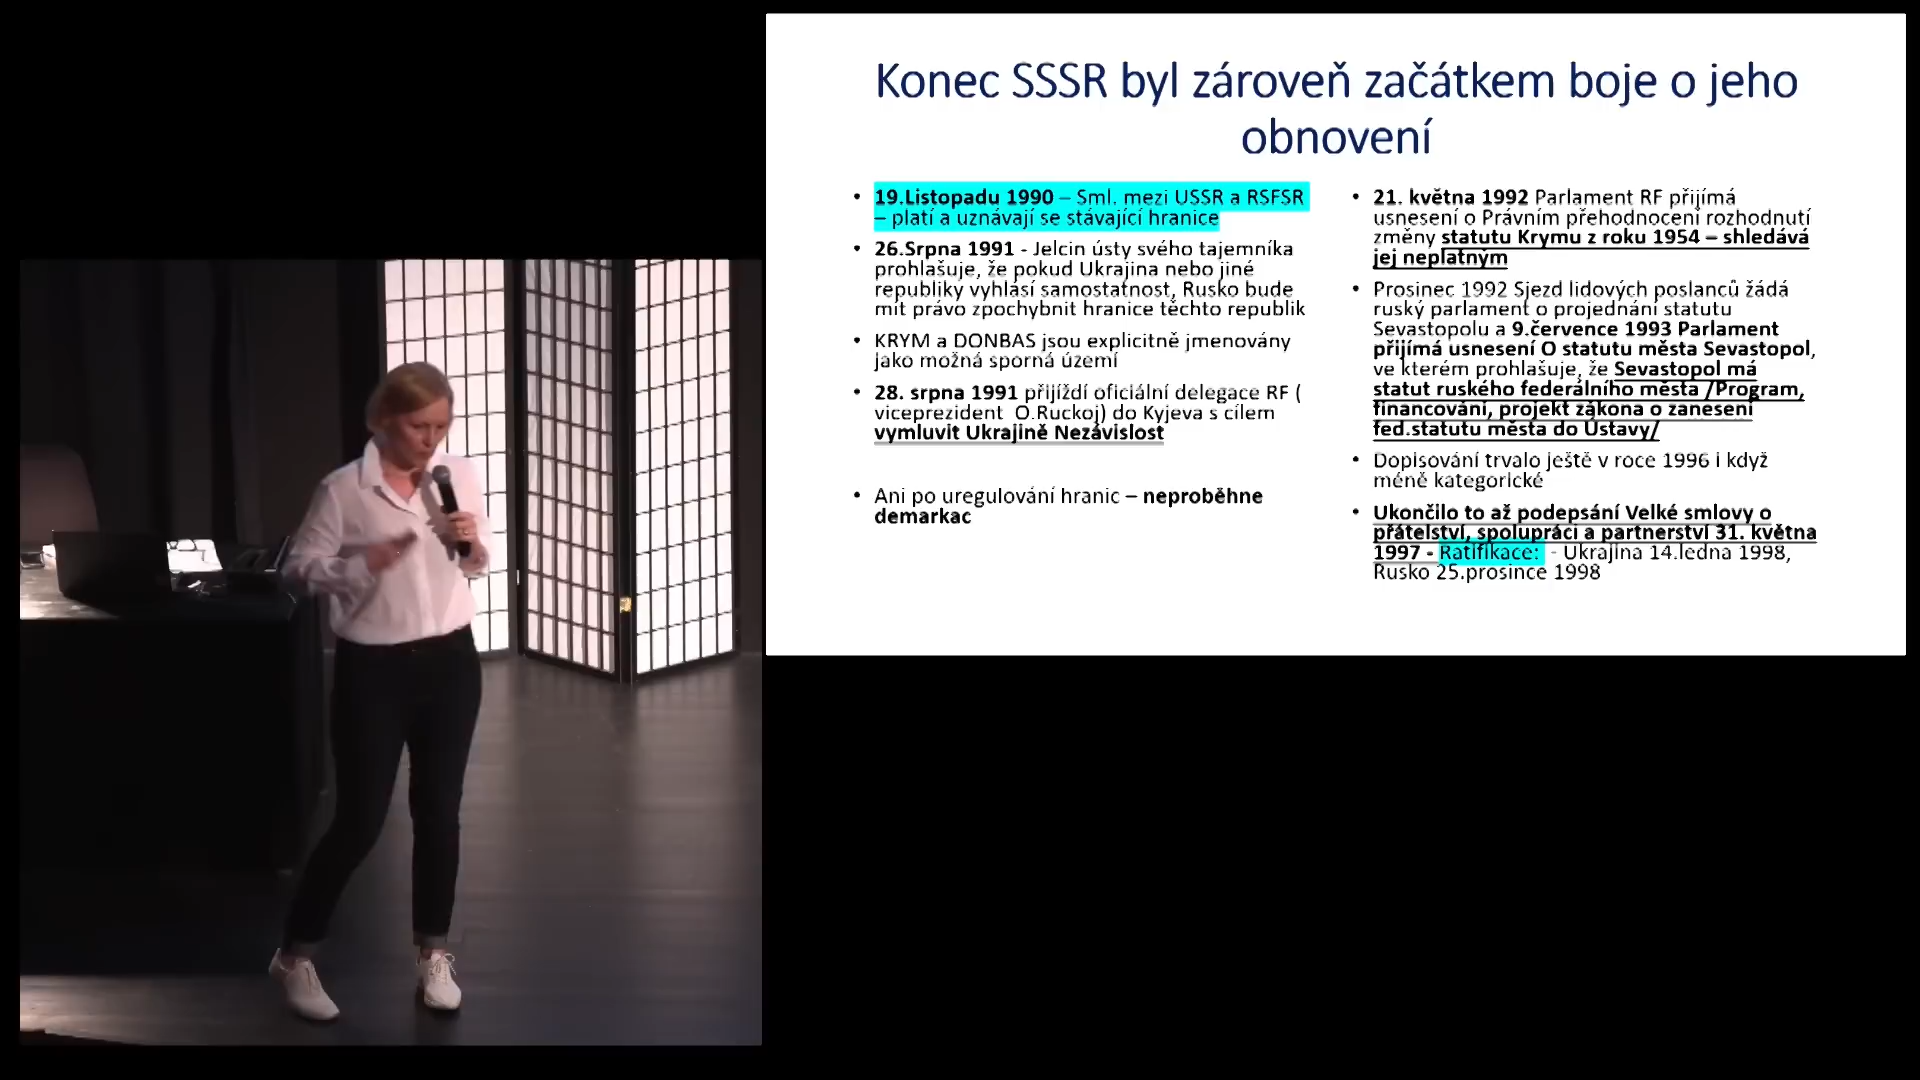 Konec SSSR byl zároveň začátkem boje o jeho
obnovení
• 19.Listopadu 1990 – Sml. mezi USSR a RSFSR
– platí a uznávají se stávající hranice
• 26.Srpna 1991 - Jelcin ústy svého tajemníka
prohlašuje, že pokud Ukrajina nebo jiné
republiky vyhlásí samostatnost, Rusko bude
mít právo zpochybnit hranice těchto republik
• KRYM a DONBAS jsou explicitně jmenovány
jako možná sporná území
• 28. srpna 1991 přijíždí oficiální delegace RF (
viceprezident O.Ruckoj) do Kyjeva s cílem
vymluvit Ukrajině Nezávislost
• Ani po uregulování hranic – neproběhne
demarkac
• 21. května 1992 Parlament RF přijímá
usnesení o Právním přehodnocení rozhodnutí
změny statutu Krymu z roku 1954 – shledává
jej neplatným
• Prosinec 1992 Sjezd lidových poslanců žádá
ruský parlament o projednání statutu
Sevastopolu a 9.července 1993 Parlament
přijímá usnesení O statutu města Sevastopol,
ve kterém prohlašuje, že Sevastopol má
statut ruského federálního města /Program,
financování, projekt zákona o zanesení
fed.statutu města do Ústavy/
• Dopisování trvalo ještě v roce 1996 i když
méně kategorické
• Ukončilo to až podepsání Velké smlovy o
přátelství, spolupráci a partnerství 31. května
1997 - Ratifikace: - Ukrajina 14.ledna 1998,
Rusko 25.prosince 1998